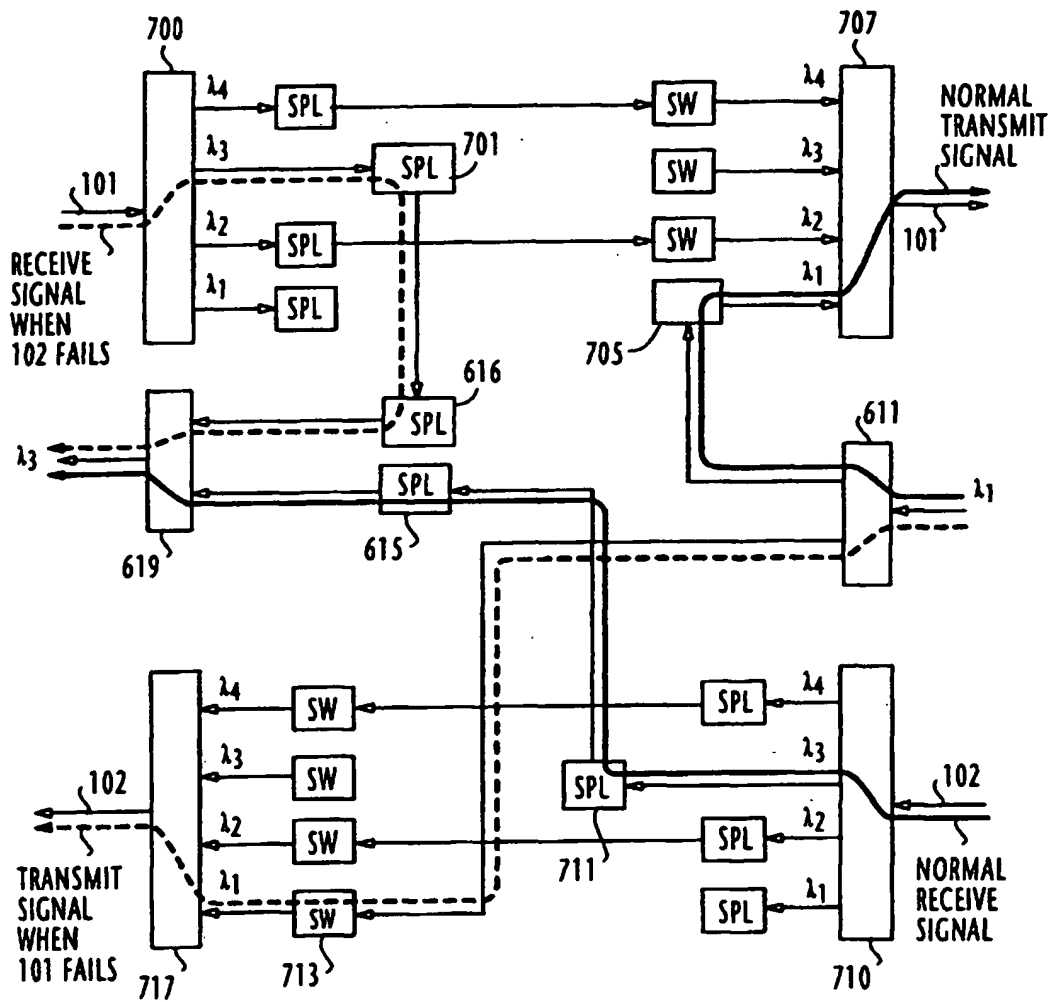 700
707
λ4
SPL
SW
λ4
NORMAL
TRANSMIT
SIGNAL
λ3
SPL
701
SW
λ3
101
λ2
SPL
SW
λ2
101
RECEIVE
SIGNAL
WHEN
102 FAILS
λ1
SPL
λ1
705
616
SPL
611
λ3
SPL
λ1
615
619
λ4
SW
SPL
λ4
λ3
SW
SPL
λ3
102
102
λ2
SW
711
SPL
λ2
TRANSMIT
SIGNAL
WHEN
101 FAILS
λ1
SW
SPL
λ1
NORMAL
RECEIVE
SIGNAL
717
713
710